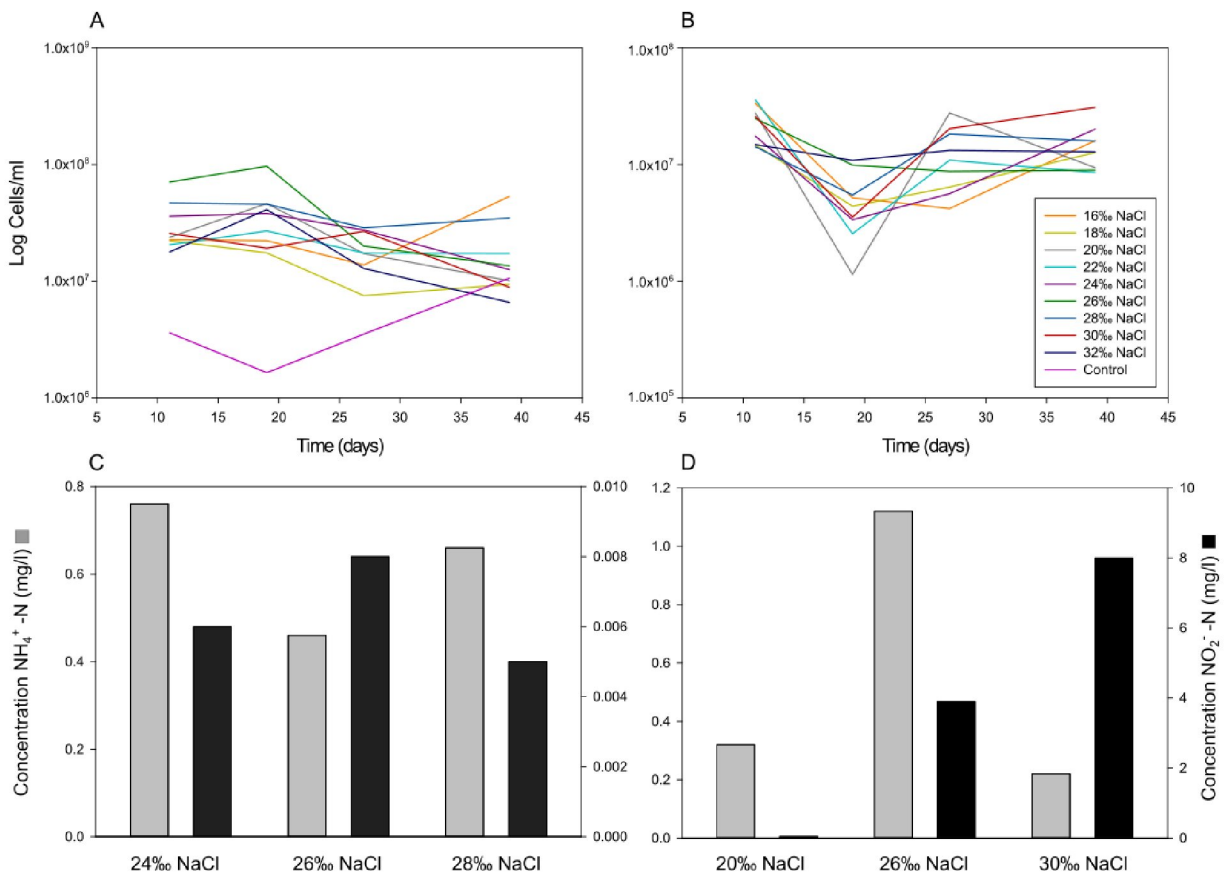 A
B
1.0x10⁹
1.0x10⁸
1.0x10⁷
1.0x10⁶
Log Cells/ml
5 10 15 20 25 30 35 40 45
Time (days)
1.0x10⁸
1.0x10⁷
1.0x10⁶
1.0x10⁵
5 10 15 20 25 30 35 40 45
Time (days)
16‰ NaCl
18‰ NaCl
20‰ NaCl
22‰ NaCl
24‰ NaCl
26‰ NaCl
28‰ NaCl
30‰ NaCl
32‰ NaCl
Control
C
D
0.8
0.6
0.4
0.2
0.0
Concentration NH₄⁺ -N (mg/l)
0.010
0.008
0.006
0.004
0.002
0.000
24‰ NaCl 26‰ NaCl 28‰ NaCl
1.2
1.0
0.8
0.6
0.4
0.2
0.0
10
8
6
4
2
0
Concentration NO₂⁻ -N (mg/l)
20‰ NaCl 26‰ NaCl 30‰ NaCl